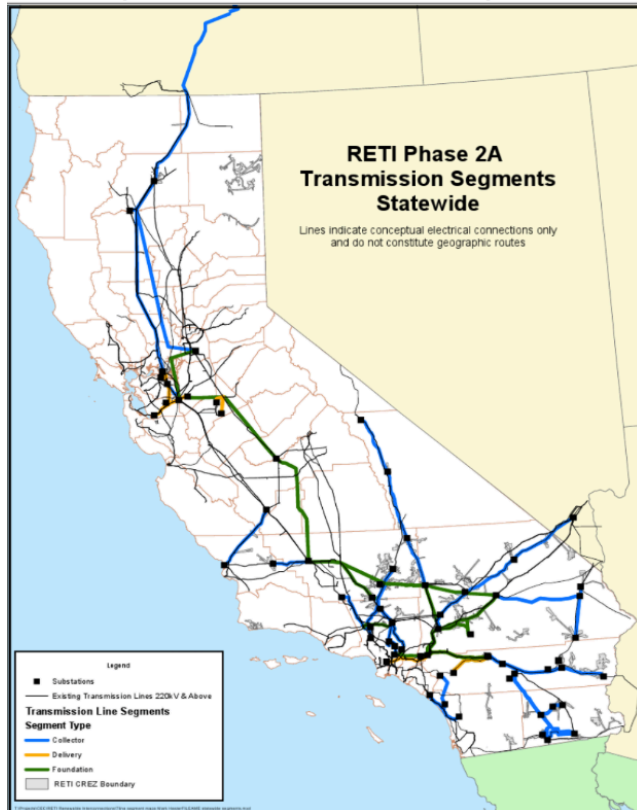 RETI Phase 2A
Transmission Segments
Statewide
Lines indicate conceptual electrical connections only
and do not constitute geographic routes
Legend
Substations
Existing Transmission Lines 220kV & Above
Transmission Line Segments
Segment Type
Collector
Delivery
Foundation
RETI CREZ Boundary